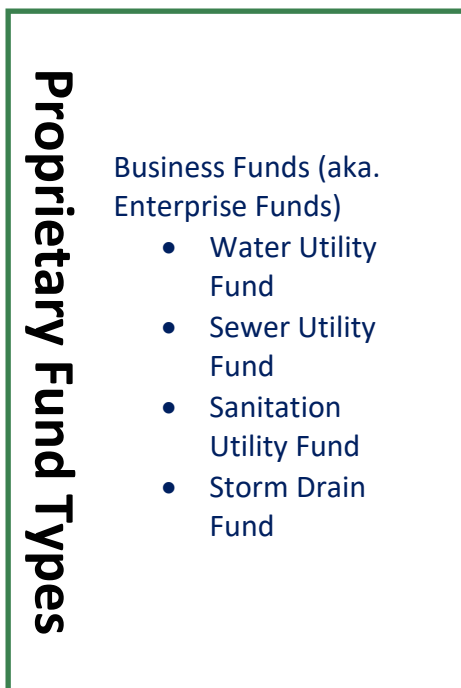 Proprietary Fund Types
Business Funds (aka.
Enterprise Funds)
• Water Utility
Fund
• Sewer Utility
Fund
• Sanitation
Utility Fund
• Storm Drain
Fund